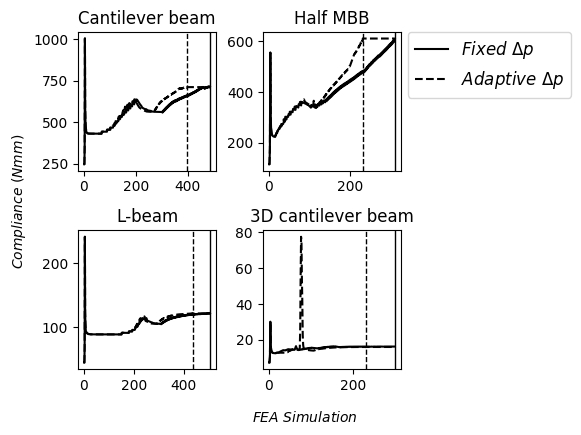 Cantilever beam
Half MBB
1000
750
500
250
0
200
400
600
400
200
200
Fixed Δp
Adaptive Δp
Compliance (Nmm)
L-beam
3D cantilever beam
200
100
0
200
400
80
60
40
20
0
200
FEA Simulation